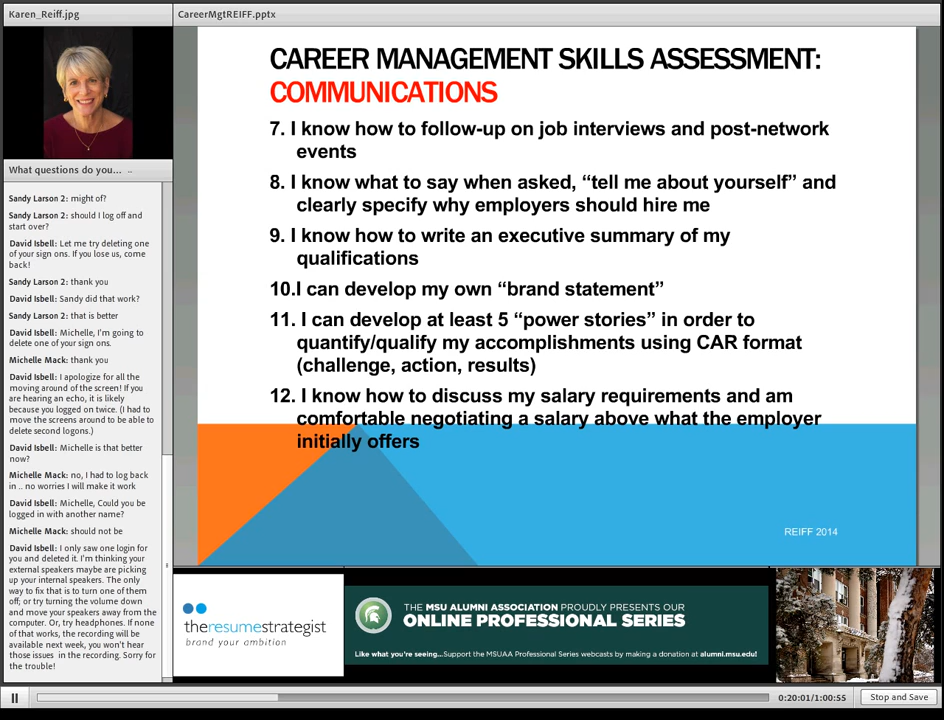 Karen_Reiff.jpg
CareerMgtREIFF.pptx
What questions do you... ..
Sandy Larson 2: might of?
Sandy Larson 2: should I log off and
start over?
David Isbell: Let me try deleting one
of your sign ons. If you lose us, come
back!
Sandy Larson 2: thank you
David Isbell: Sandy did that work?
Sandy Larson 2: that is better
David Isbell: Michelle, I'm going to
delete one of your sign ons.
Michelle Mack: thank you
David Isbell: I apologize for all the
moving around of the screen! If you
are hearing an echo, it is likely
because you logged on twice. (I had to
move the screens around to be able to
delete second logons.)
David Isbell: Michelle is that better
now?
Michelle Mack: no, I had to log back
in .. no worries I will make it work
David Isbell: Michelle, Could you be
logged in with another name?
Michelle Mack: should not be
David Isbell: I only saw one login for
you and deleted it. I'm thinking your
external speakers maybe are picking
up your internal speakers. The only
way to fix that is to turn one of them
off; or try turning the volume down
and move your speakers away from the
computer. Or, try headphones. If none
of that works, the recording will be
available next week, you won't hear
those issues in the recording. Sorry for
the trouble!
CAREER MANAGEMENT SKILLS ASSESSMENT:
COMMUNICATIONS
7. I know how to follow-up on job interviews and post-network
events
8. I know what to say when asked, “tell me about yourself” and
clearly specify why employers should hire me
9. I know how to write an executive summary of my
qualifications
10.I can develop my own “brand statement”
11. I can develop at least 5 “power stories” in order to
quantify/qualify my accomplishments using CAR format
(challenge, action, results)
12. I know how to discuss my salary requirements and am
comfortable negotiating a salary above what the employer
initially offers
REIFF 2014
theresumestrategist
brand your ambition
THE MSU ALUMNI ASSOCIATION PROUDLY PRESENTS OUR
ONLINE PROFESSIONAL SERIES
Like what you're seeing...Support the MSUAA Professional Series webcasts by making a donation at alumni.msu.edu!
0:20:01/1:00:55
Stop and Save